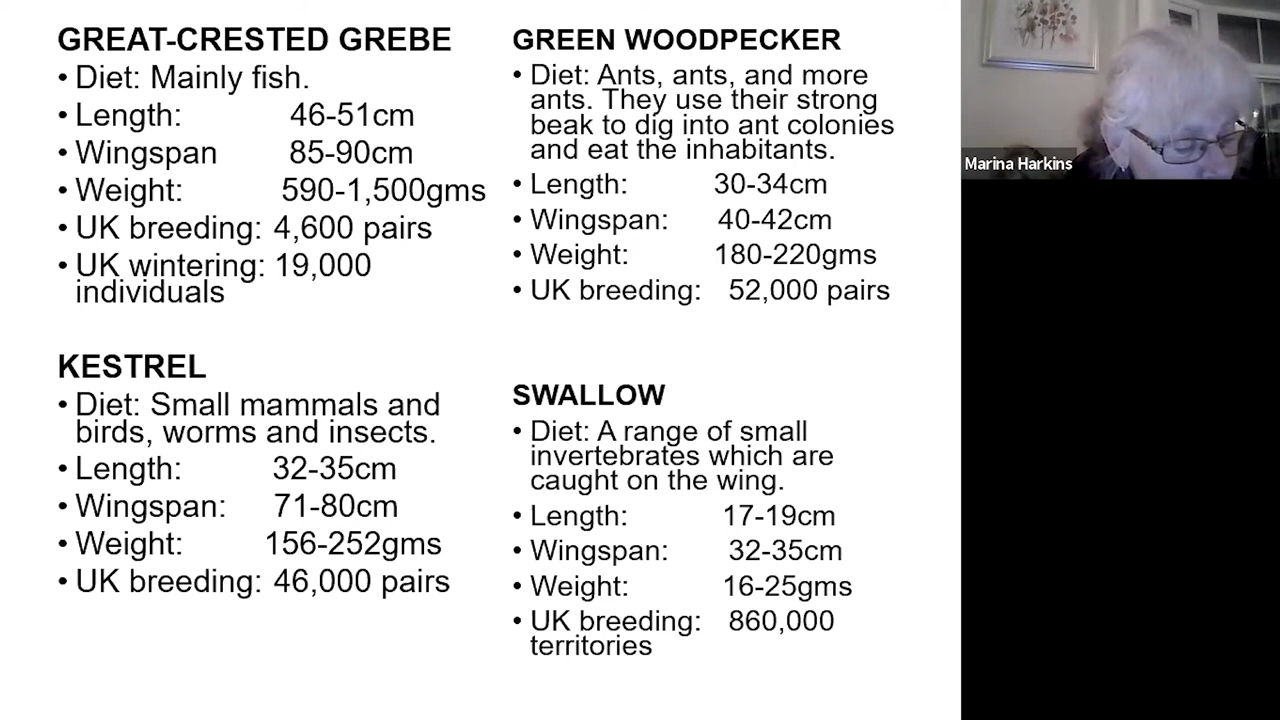 GREAT-CRESTED GREBE
• Diet: Mainly fish.
• Length: 46-51cm
• Wingspan 85-90cm
• Weight: 590-1,500gms
• UK breeding: 4,600 pairs
• UK wintering: 19,000
individuals
KESTREL
• Diet: Small mammals and
birds, worms and insects.
• Length: 32-35cm
• Wingspan: 71-80cm
• Weight: 156-252gms
• UK breeding: 46,000 pairs
GREEN WOODPECKER
• Diet: Ants, ants, and more
ants. They use their strong
beak to dig into ant colonies
and eat the inhabitants.
• Length: 30-34cm
• Wingspan: 40-42cm
• Weight: 180-220gms
• UK breeding: 52,000 pairs
SWALLOW
• Diet: A range of small
invertebrates which are
caught on the wing.
• Length: 17-19cm
• Wingspan: 32-35cm
• Weight: 16-25gms
• UK breeding: 860,000
territories
Marina Harkins